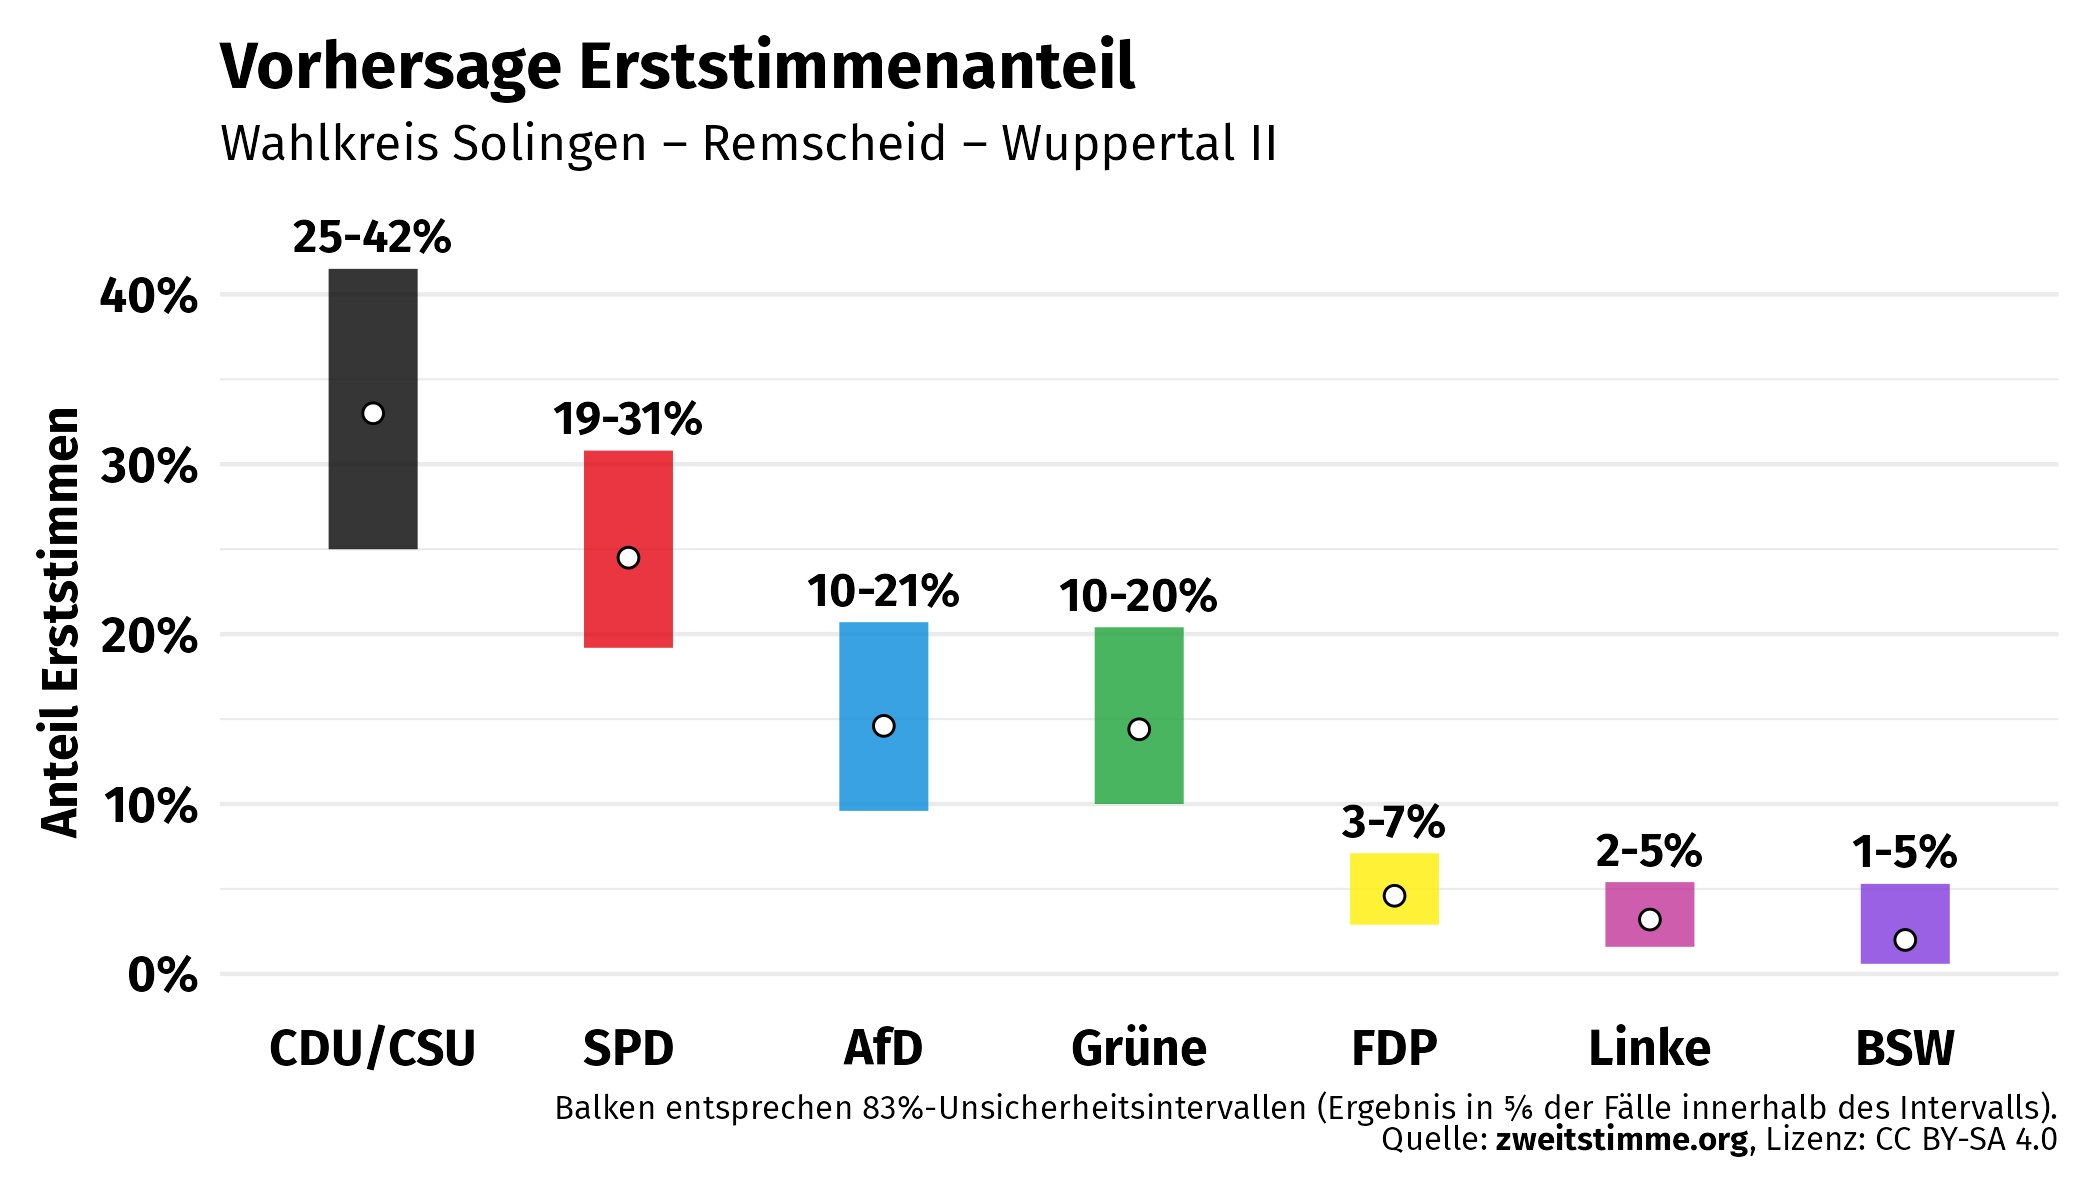 Vorhersage Erststimmenanteil
Wahlkreis Solingen – Remscheid – Wuppertal II
25-42%
19-31%
10-21%
10-20%
3-7%
2-5%
1-5%
40%
30%
20%
10%
0%
Anteil Erststimmen
CDU/CSU SPD AfD Grüne FDP Linke BSW
Balken entsprechen 83%-Unsicherheitsintervallen (Ergebnis in ⅚ der Fälle innerhalb des Intervalls).
Quelle: zweitstimme.org, Lizenz: CC BY-SA 4.0